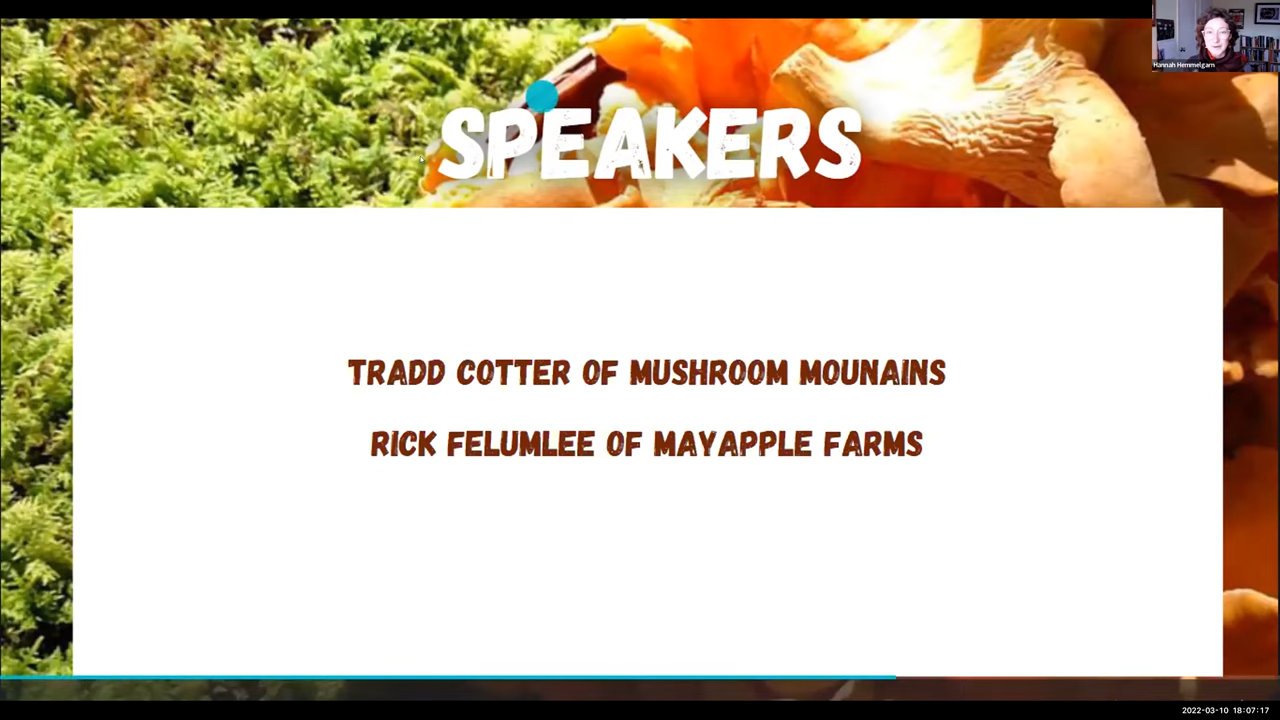 Hannah Hemmelgarn
SPEAKERS
TRADD COTTER OF MUSHROOM MOUNAINS
RICK FELUMLEE OF MAYAPPLE FARMS
2022-03-10 18:07:17